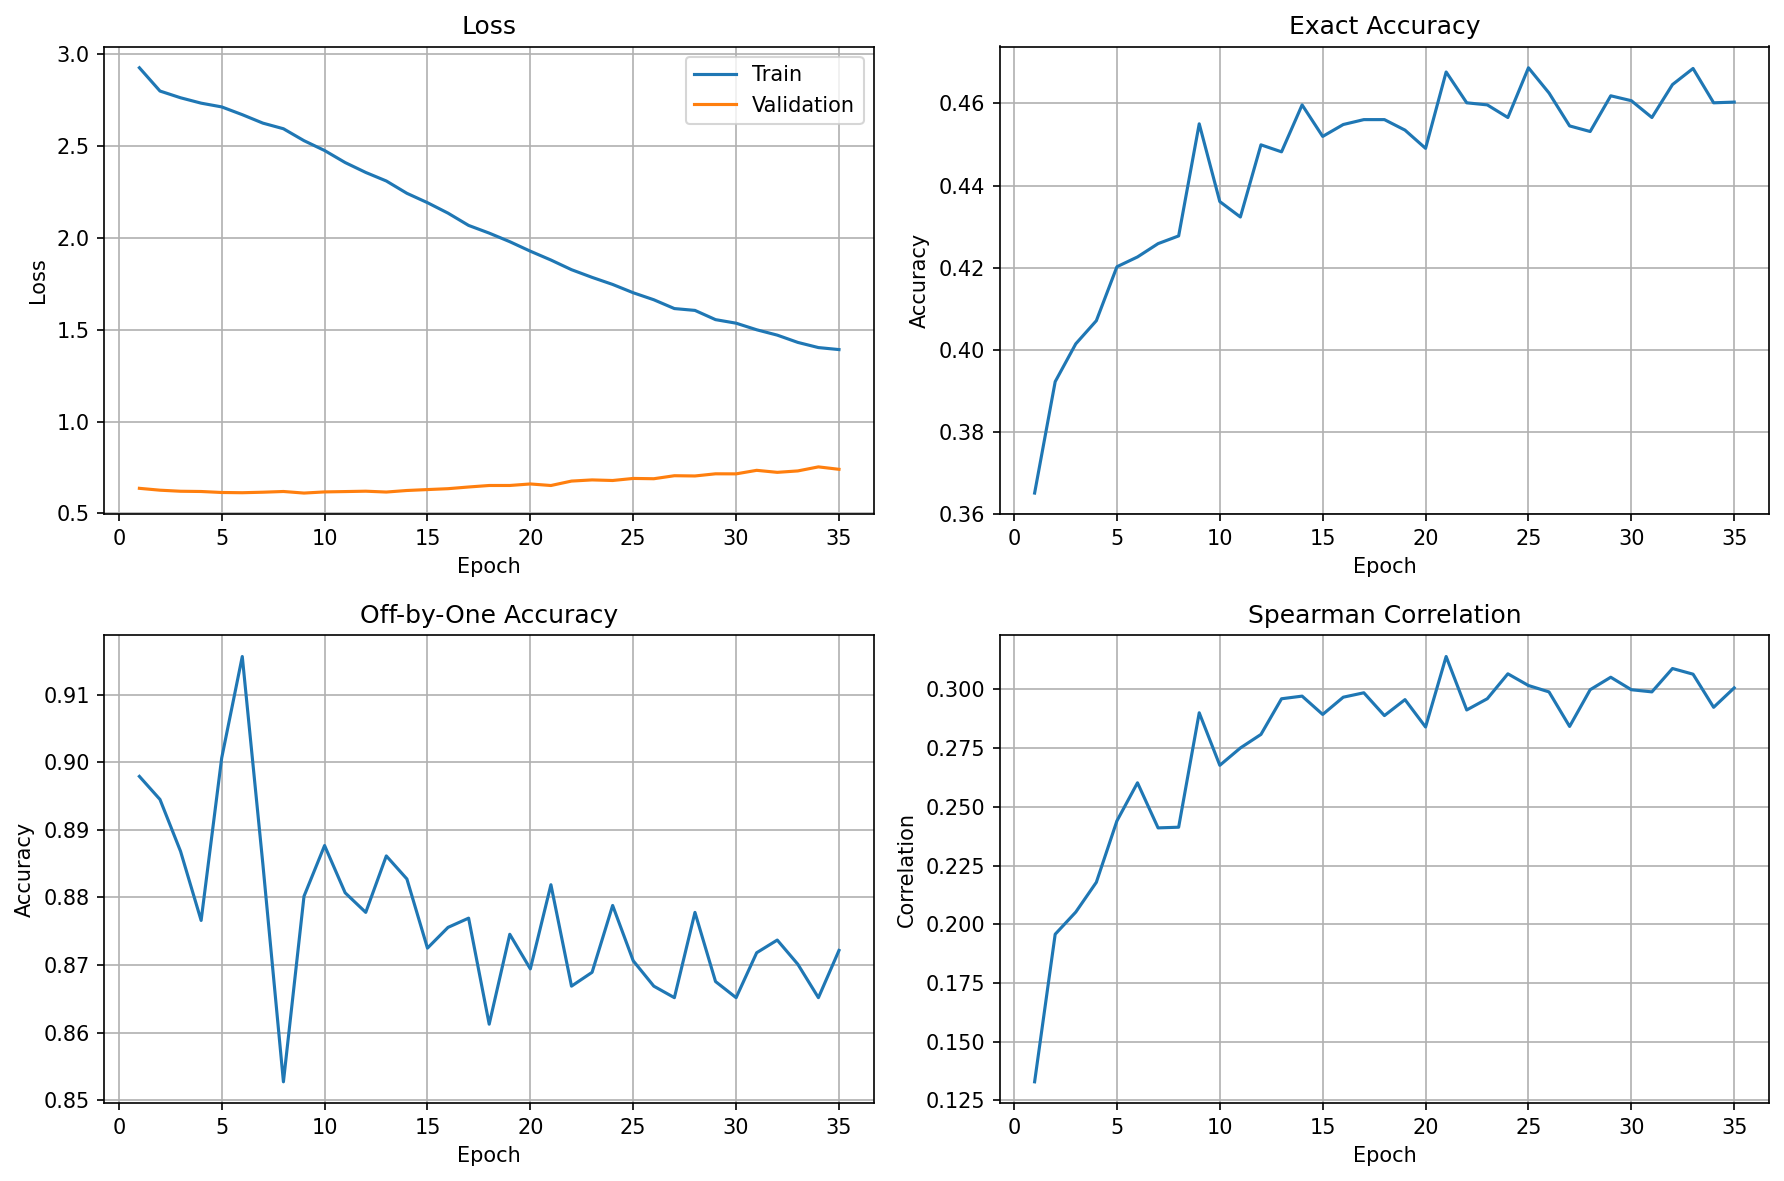 Loss
3.0
2.5
2.0
1.5
1.0
0.5
Loss
Train
Validation
0 5 10 15 20 25 30 35
Epoch
Exact Accuracy
0.46
0.44
0.42
0.40
0.38
0.36
Accuracy
0 5 10 15 20 25 30 35
Epoch
Off-by-One Accuracy
0.91
0.90
0.89
0.88
0.87
0.86
0.85
Accuracy
0 5 10 15 20 25 30 35
Epoch
Spearman Correlation
0.300
0.275
0.250
0.225
0.200
0.175
0.150
0.125
Correlation
0 5 10 15 20 25 30 35
Epoch